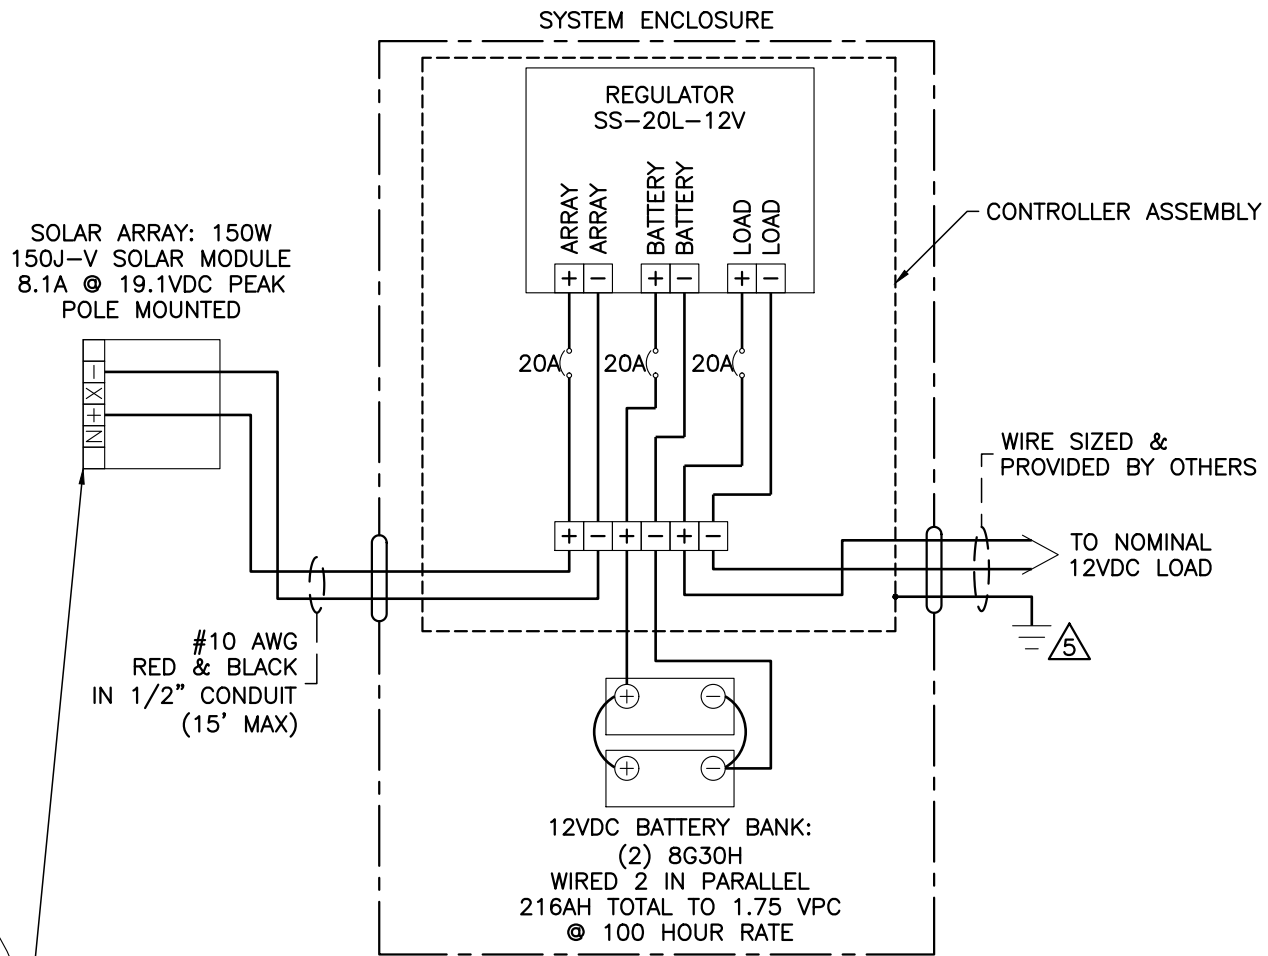 SYSTEM ENCLOSURE
REGULATOR
SS-20L-12V
ARRAY
ARRAY
BATTERY
BATTERY
LOAD
LOAD
+ - + - + -
CONTROLLER ASSEMBLY
SOLAR ARRAY: 150W
150J-V SOLAR MODULE
8.1A @ 19.1VDC PEAK
POLE MOUNTED
-
X
+
N
20A
20A
20A
WIRE SIZED &
PROVIDED BY OTHERS
+ - + - + -
TO NOMINAL
12VDC LOAD
5
#10 AWG
RED & BLACK
IN 1/2" CONDUIT
(15' MAX)
+ -
+ -
12VDC BATTERY BANK:
(2) 8G30H
WIRED 2 IN PARALLEL
216AH TOTAL TO 1.75 VPC
@ 100 HOUR RATE